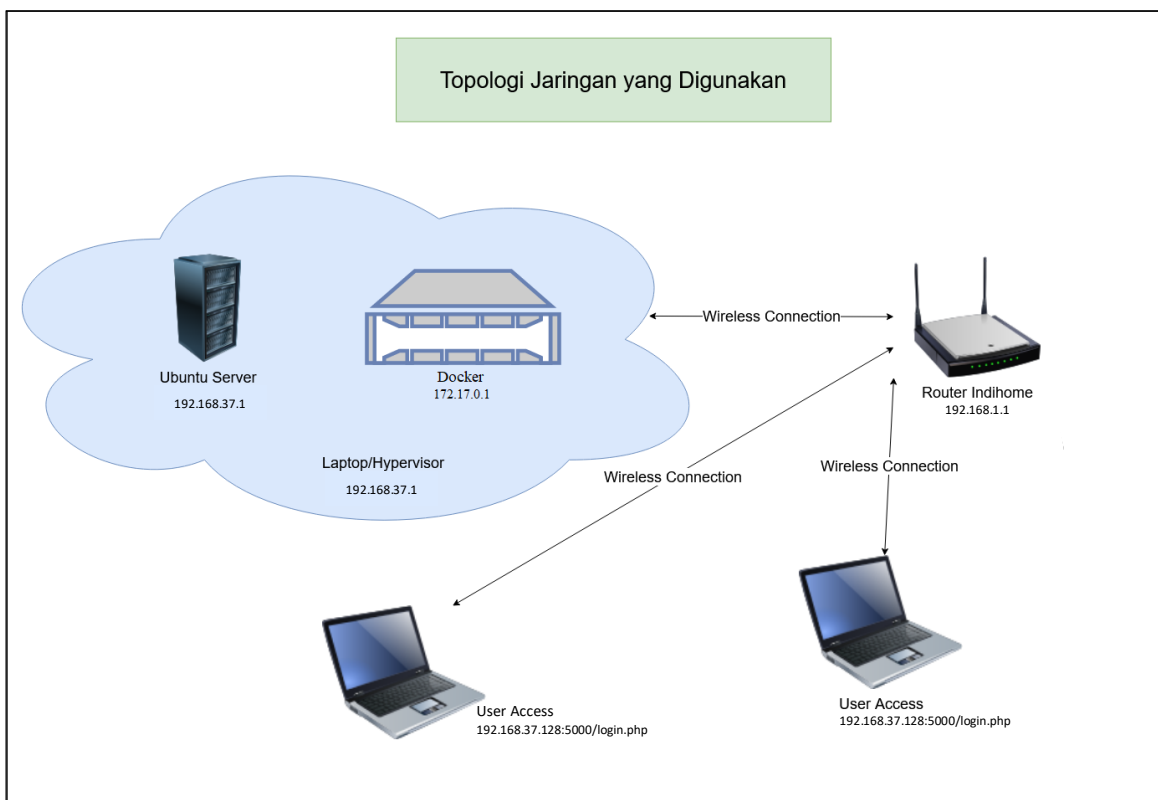 Topologi Jaringan yang Digunakan
Ubuntu Server
192.168.37.1
Docker
172.17.0.1
Laptop/Hypervisor
192.168.37.1
Wireless Connection
Router Indihome
192.168.1.1
Wireless Connection
Wireless Connection
User Access
192.168.37.128:5000/login.php
User Access
192.168.37.128:5000/login.php